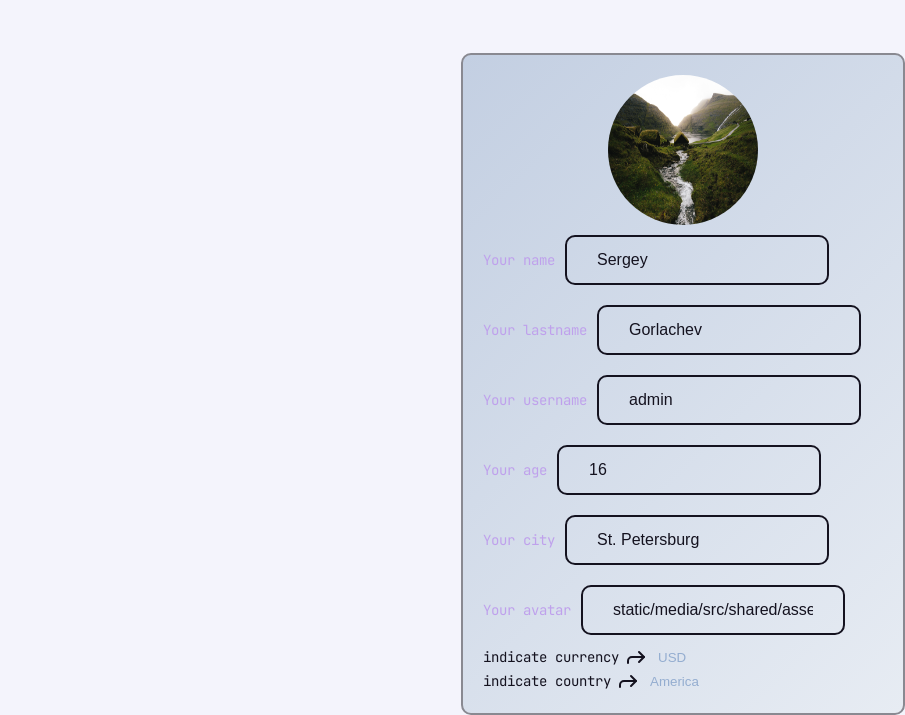 Your name Sergey
Your lastname Gorlachev
Your username admin
Your age 16
Your city St. Petersburg
Your avatar static/media/src/shared/asse
indicate currency USD
indicate country America